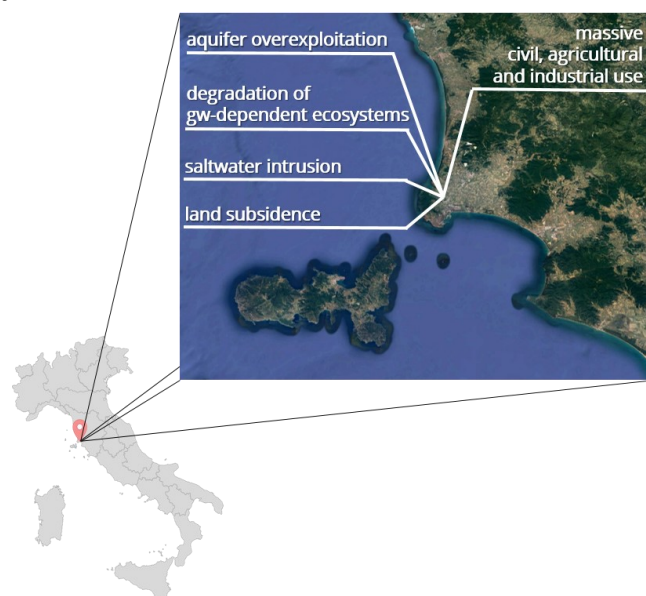 aquifer overexploitation
degradation of
gw-dependent ecosystems
saltwater intrusion
land subsidence
massive
civil, agricultural
and industrial use